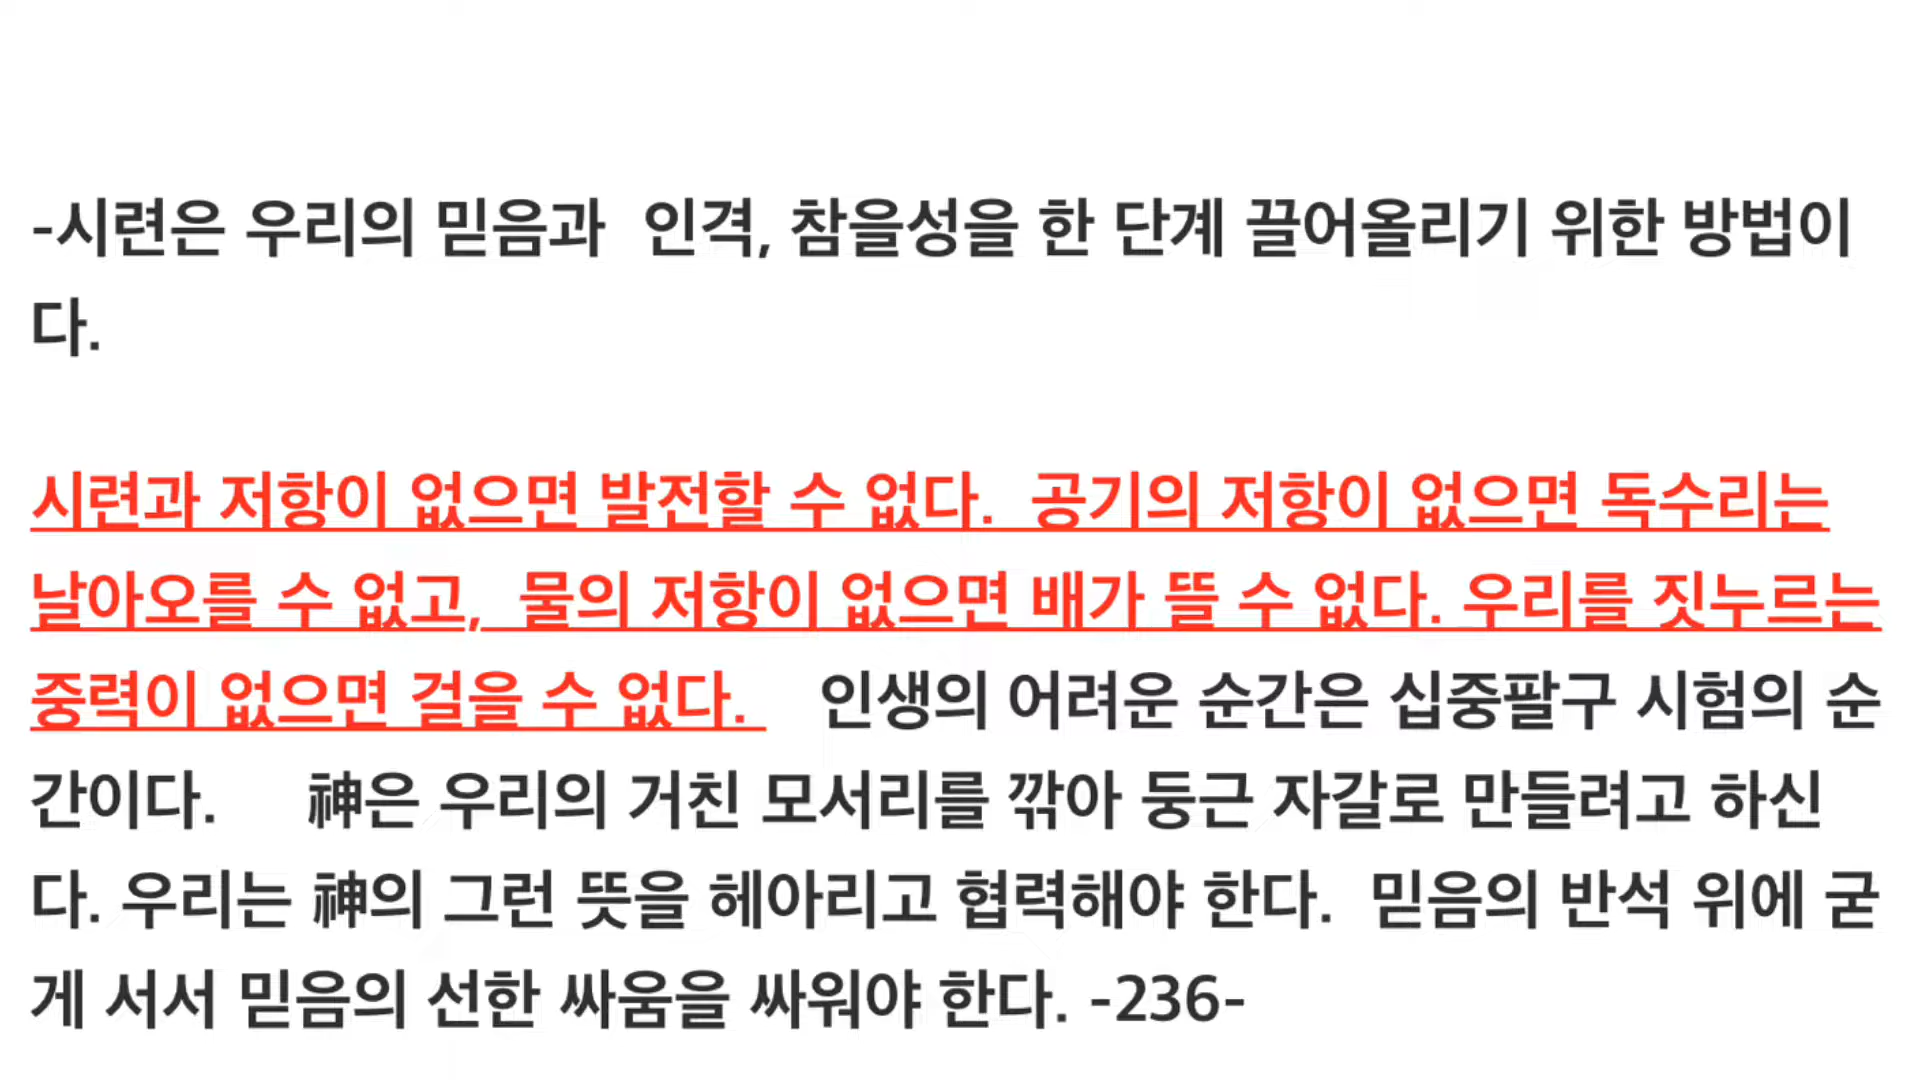 -시련은 우리의 믿음과  인격, 참을성을 한 단계 끌어올리기 위한 방법이
다.
시련과 저항이 없으면 발전할 수 없다.  공기의 저항이 없으면 독수리는
날아오를 수 없고,  물의 저항이 없으면 배가 뜰 수 없다. 우리를 짓누르는
중력이 없으면 걸을 수 없다.   인생의 어려운 순간은 십중팔구 시험의 순
간이다.     神은 우리의 거친 모서리를 깎아 둥근 자갈로 만들려고 하신
다. 우리는 神의 그런 뜻을 헤아리고 협력해야 한다.  믿음의 반석 위에 굳
게 서서 믿음의 선한 싸움을 싸워야 한다. -236-